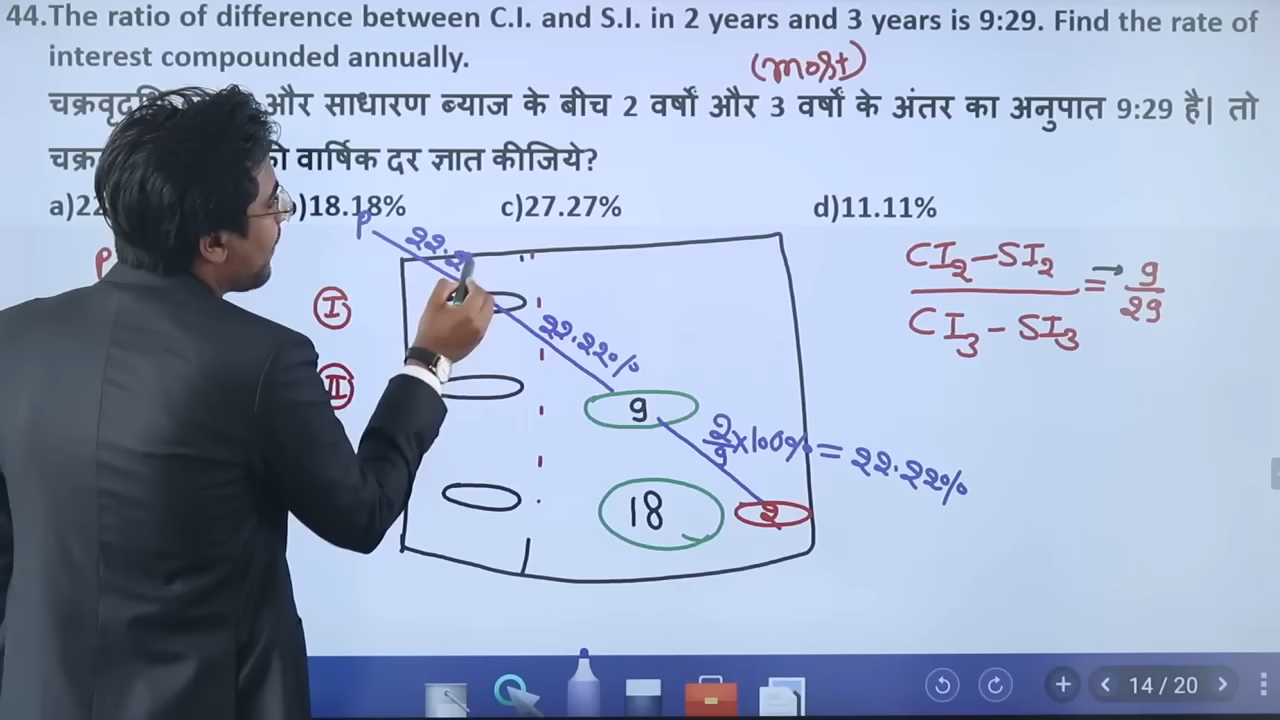 44.The ratio of difference between C.I. and S.I. in 2 years and 3 years is 9:29. Find the rate of
interest compounded annually.
(most)
और साधारण ब्याज के बीच 2 वर्षों और 3 वर्षों के अंतर का अनुपात 9:29 है| तो
वार्षिक दर ज्ञात कीजिये?
b)18.18% c)27.27% d)11.11%
P 22.2
P
CI2-SI2 / CI3-SI3 = → 9/29
I
22.22%
II
9
2/9×100% = 22.22%
18
2
14 / 20